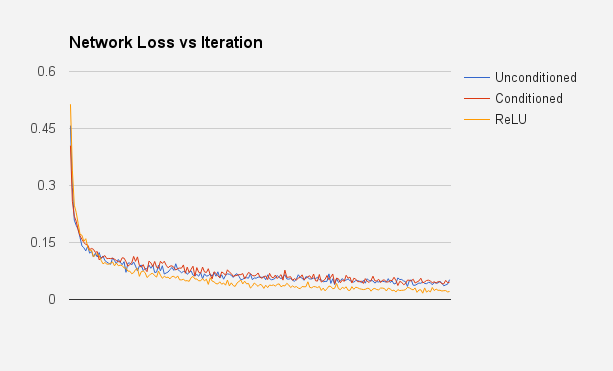 Network Loss vs Iteration
0.6
0.45
0.3
0.15
0
Unconditioned
Conditioned
ReLU